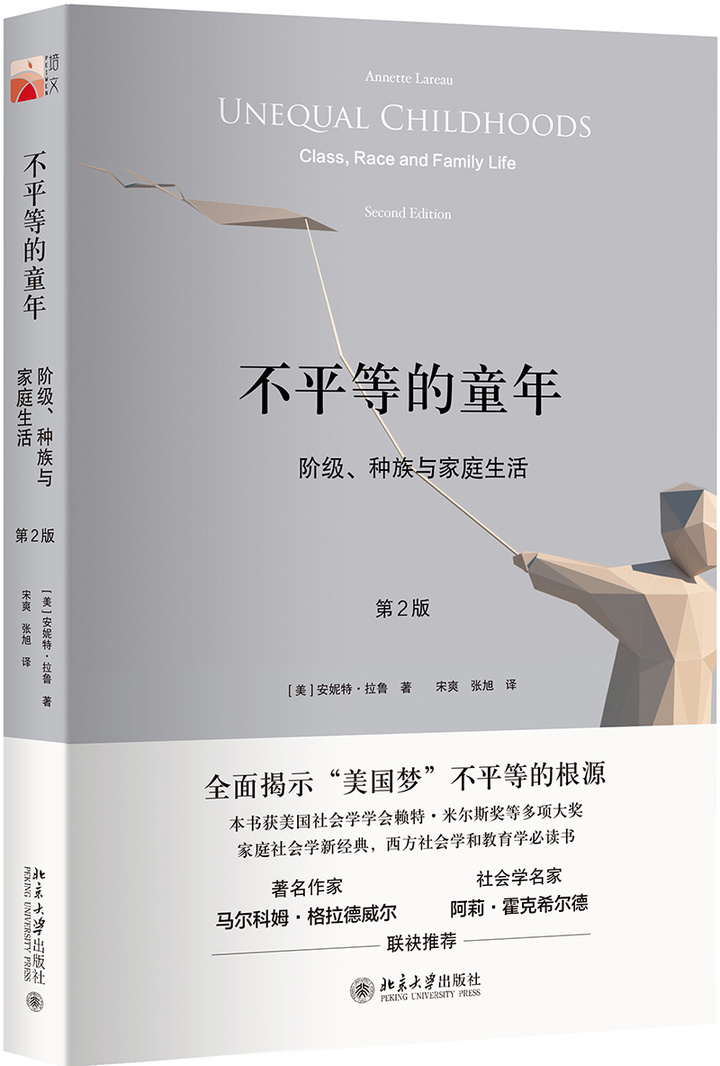 培文
PEIWEN
不平等的童年
阶级、种族与
家庭生活
第2版
[美]安妮特·拉鲁 著
宋爽 张旭 译
北京大学出版社
PEKING UNIVERSITY PRESS
Annette Lareau
UNEQUAL CHILDHOODS
Class, Race and Family Life
Second Edition
不平等的童年
阶级、种族与家庭生活
第2版
[美]安妮特·拉鲁 著 宋爽 张旭 译
全面揭示“美国梦”不平等的根源
本书获美国社会学学会赖特·米尔斯奖等多项大奖
家庭社会学新经典，西方社会学和教育学必读书
著名作家
马尔科姆·格拉德威尔
社会学名家
阿莉·霍克希尔德
联袂推荐
北京大学出版社
PEKING UNIVERSITY PRESS